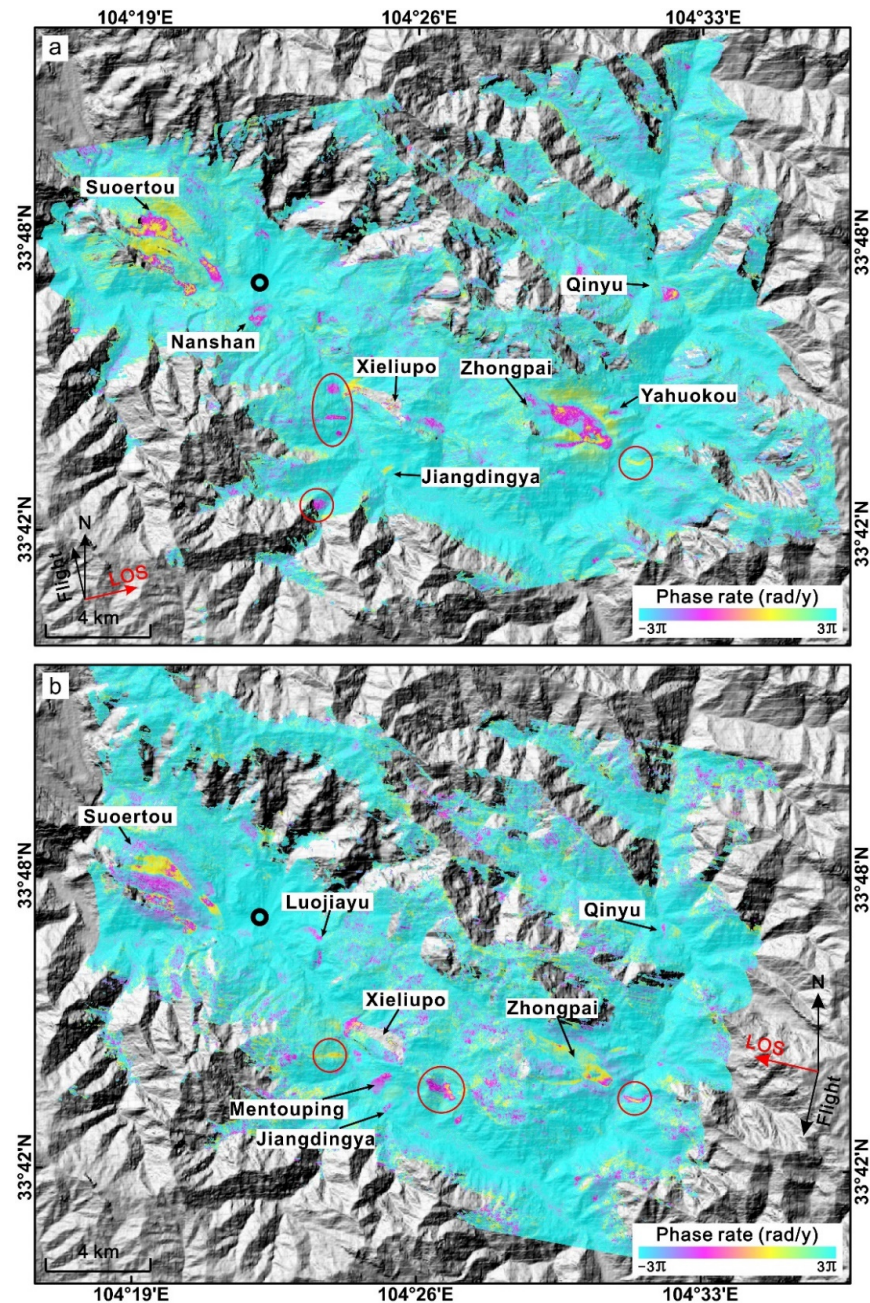 104°19'E 104°26'E 104°33'E
a
Suoertou
33°48'N 33°48'N
Qinyu
Nanshan
Xieliupo
Zhongpai
Yahuokou
Jiangdingya
33°42'N 33°42'N
N
Flight
LOS
4 km
Phase rate (rad/y)
−3π 3π
b
Suoertou
33°48'N 33°48'N
Luojiayu
Qinyu
Xieliupo
Zhongpai
N
LOS
Flight
Mentouping
Jiangdingya
33°42'N 33°42'N
4 km
Phase rate (rad/y)
−3π 3π
104°19'E 104°26'E 104°33'E